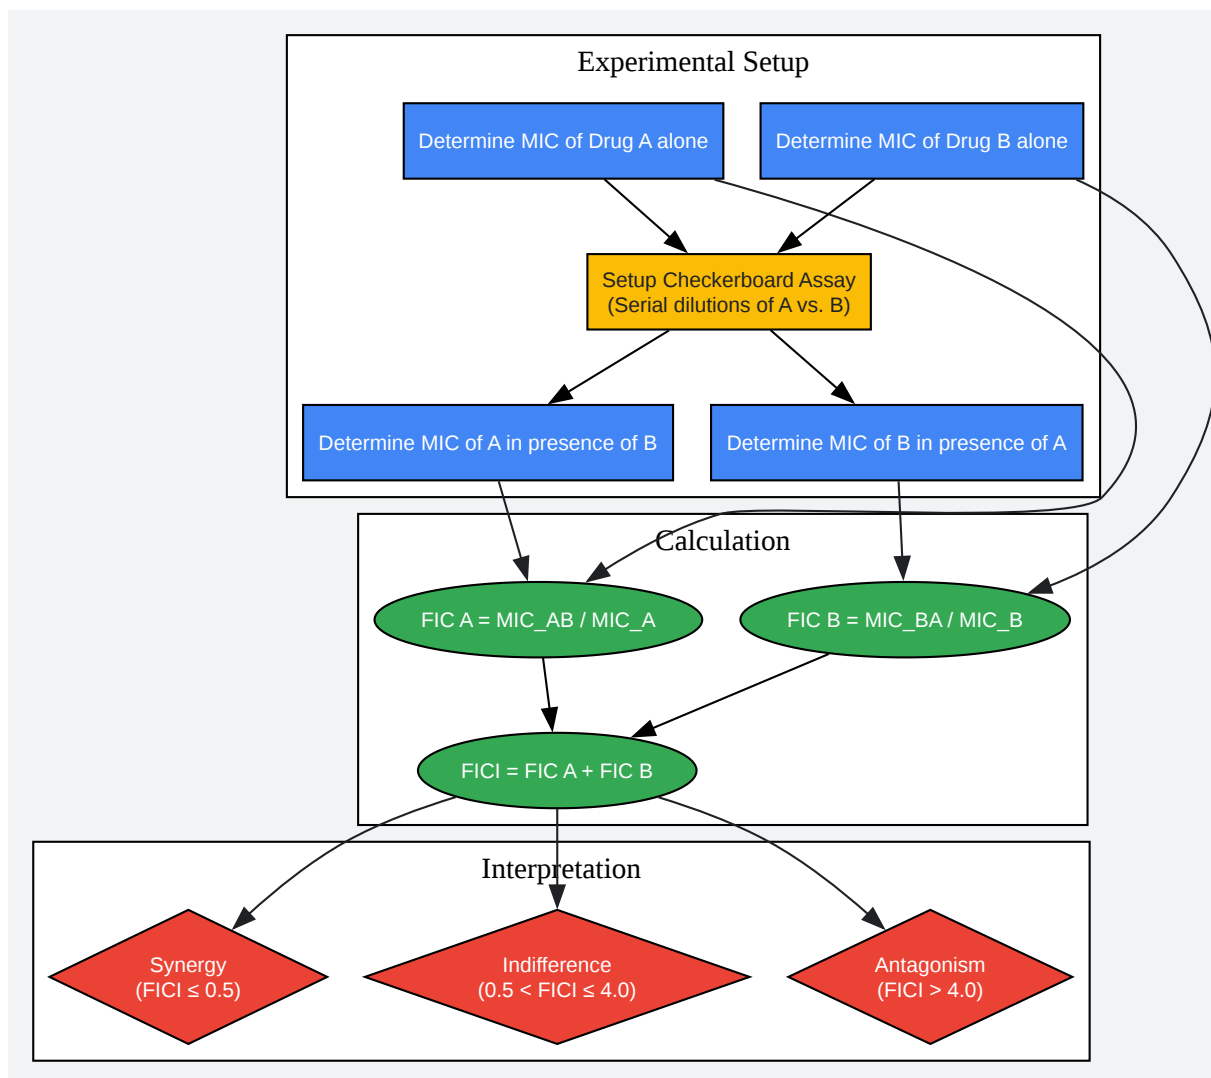 Experimental Setup
Determine MIC of Drug A alone
Determine MIC of Drug B alone
Setup Checkerboard Assay
(Serial dilutions of A vs. B)
Determine MIC of A in presence of B
Determine MIC of B in presence of A
Calculation
FIC A = MIC_AB / MIC_A
FIC B = MIC_BA / MIC_B
FICI = FIC A + FIC B
Interpretation
Synergy
(FICI ≤ 0.5)
Indifference
(0.5 < FICI ≤ 4.0)
Antagonism
(FICI > 4.0)